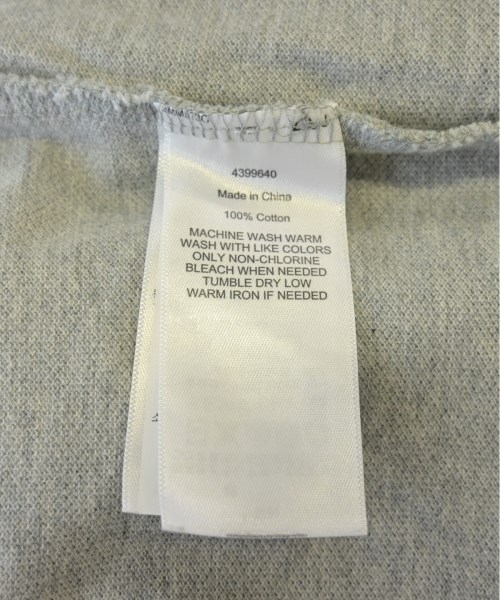 4399640
Made in China
100% Cotton
MACHINE WASH WARM
WASH WITH LIKE COLORS
ONLY NON-CHLORINE
BLEACH WHEN NEEDED
TUMBLE DRY LOW
WARM IRON IF NEEDED